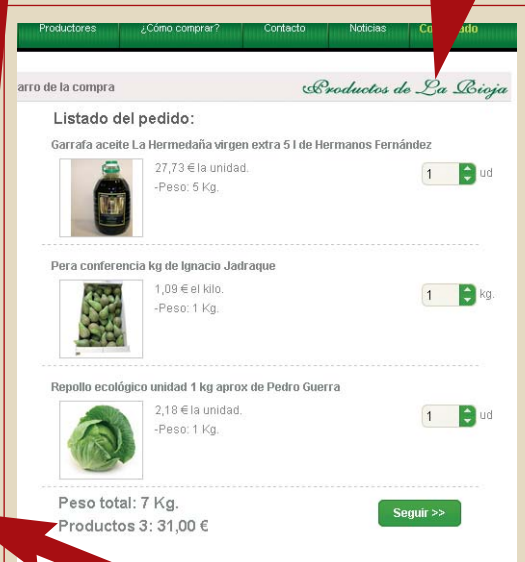 Productores ¿Cómo comprar? Contacto Noticias
arro de la compra Productos de La Rioja
Listado del pedido:
Garrafa aceite La Hermedaña virgen extra 5 l de Hermanos Fernández
27,73 € la unidad.
-Peso: 5 Kg.
1 ud
Pera conferencia kg de Ignacio Jadraque
1,09 € el kilo.
-Peso: 1 Kg.
1 kg.
Repollo ecológico unidad 1 kg aprox de Pedro Guerra
2,18 € la unidad.
-Peso: 1 Kg.
1 ud
Peso total: 7 Kg.
Productos 3: 31,00 €
Seguir >>